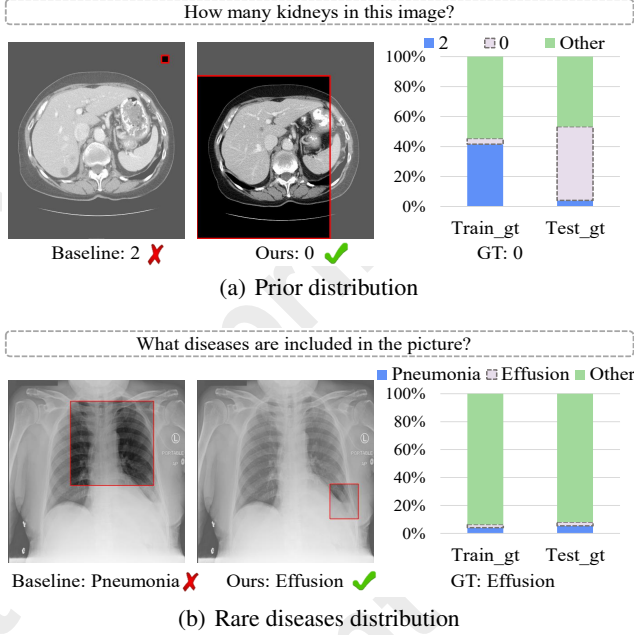 How many kidneys in this image?
2 0 Other
100%
80%
60%
40%
20%
0%
Train_gt Test_gt
Baseline: 2 ✗ Ours: 0 ✓ GT: 0
(a) Prior distribution
What diseases are included in the picture?
Pneumonia Effusion Other
100%
80%
60%
40%
20%
0%
L
L
Train_gt Test_gt
Baseline: Pneumonia ✗ Ours: Effusion ✓ GT: Effusion
(b) Rare diseases distribution